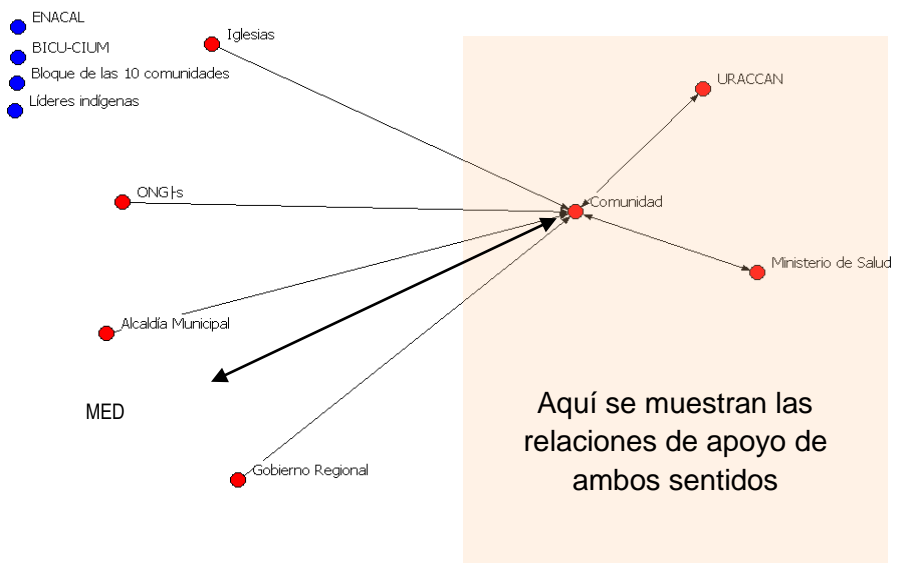 ENACAL
Iglesias
BICU-CIUM
Bloque de las 10 comunidades
Líderes indígenas
URACCAN
ONG├s
Comunidad
Ministerio de Salud
Alcaldía Municipal
MED
Aquí se muestran las
relaciones de apoyo de
ambos sentidos
Gobierno Regional